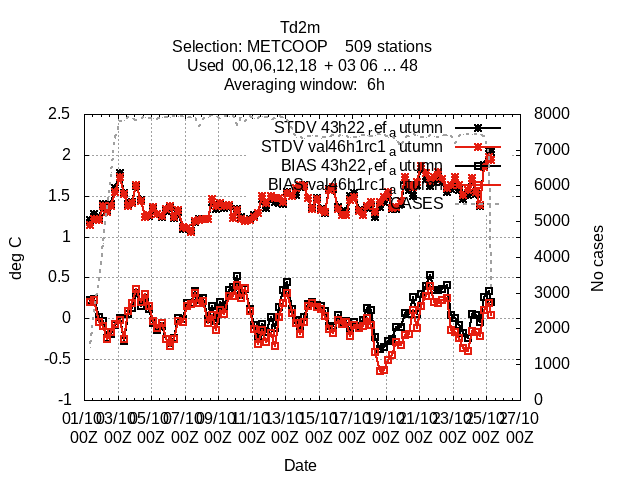 Td2m
Selection: METCOOP 509 stations
Used 00,06,12,18 + 03 06 ... 48
Averaging window: 6h
2.5
2
1.5
1
0.5
0
-0.5
-1
8000
7000
6000
5000
4000
3000
2000
1000
0
STDV 43h22_ref_autumn
STDV val46h1rc1_autumn
BIAS 43h22_ref_autumn
BIAS val46h1rc1_autumn
CASES
deg C
No cases
01/10 03/10 05/10 07/10 09/10 11/10 13/10 15/10 17/10 19/10 21/10 23/10 25/10 27/10
00Z 00Z 00Z 00Z 00Z 00Z 00Z 00Z 00Z 00Z 00Z 00Z 00Z 00Z
Date